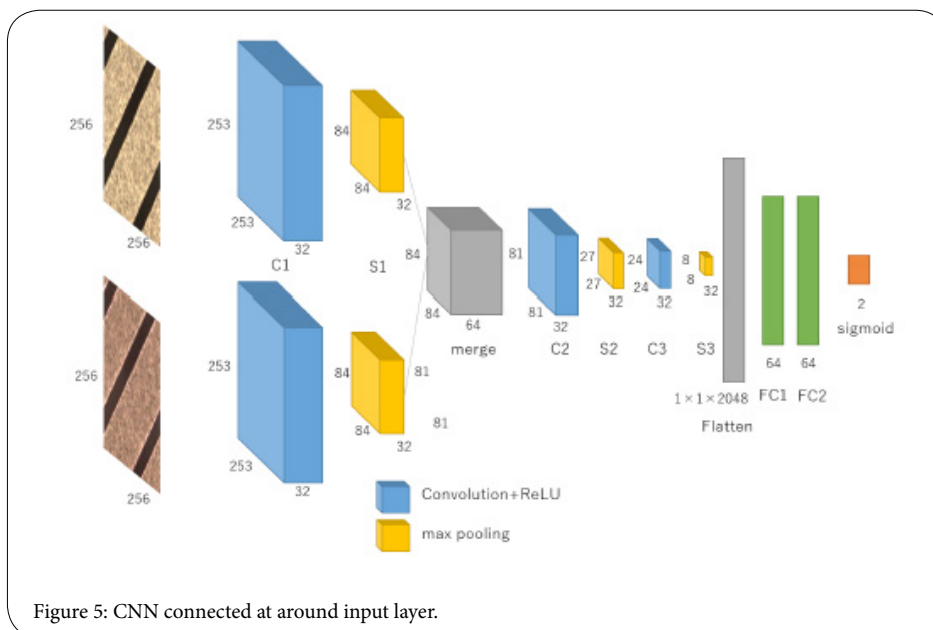 256
256
253
253
32
C1
84
84
32
S1
256
256
253
253
32
84
84
32
81
81
84
84
64
merge
81
81
32
C2
27
27
32
S2
24
24
32
C3
8
8
32
S3
1×1×2048
Flatten
64
FC1
64
FC2
2
sigmoid
Convolution+ReLU
max pooling
Figure 5: CNN connected at around input layer.